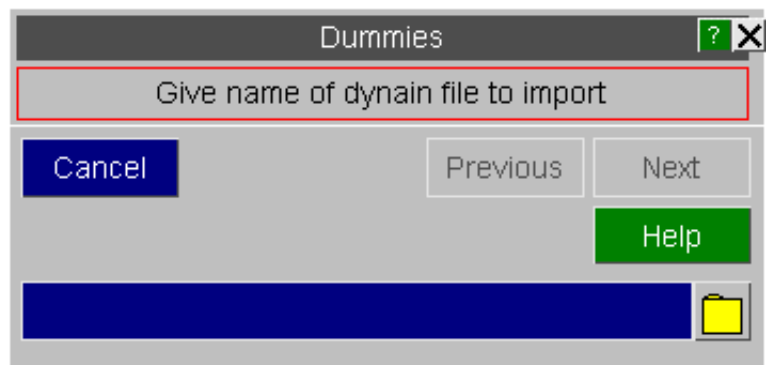 Dummies ?
Give name of dynain file to import
Cancel Previous Next
Help